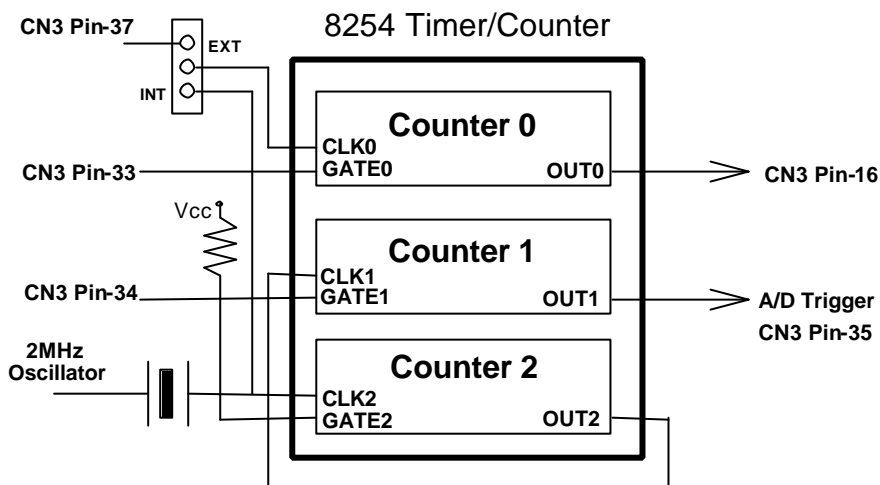 8254 Timer/Counter
CN3 Pin-37
EXT
INT
Counter 0
CLK0
GATE0
OUT0
CN3 Pin-33
CN3 Pin-16
Vcc
Counter 1
CLK1
GATE1
OUT1
CN3 Pin-34
A/D Trigger
CN3 Pin-35
2MHz
Oscillator
Counter 2
CLK2
GATE2
OUT2